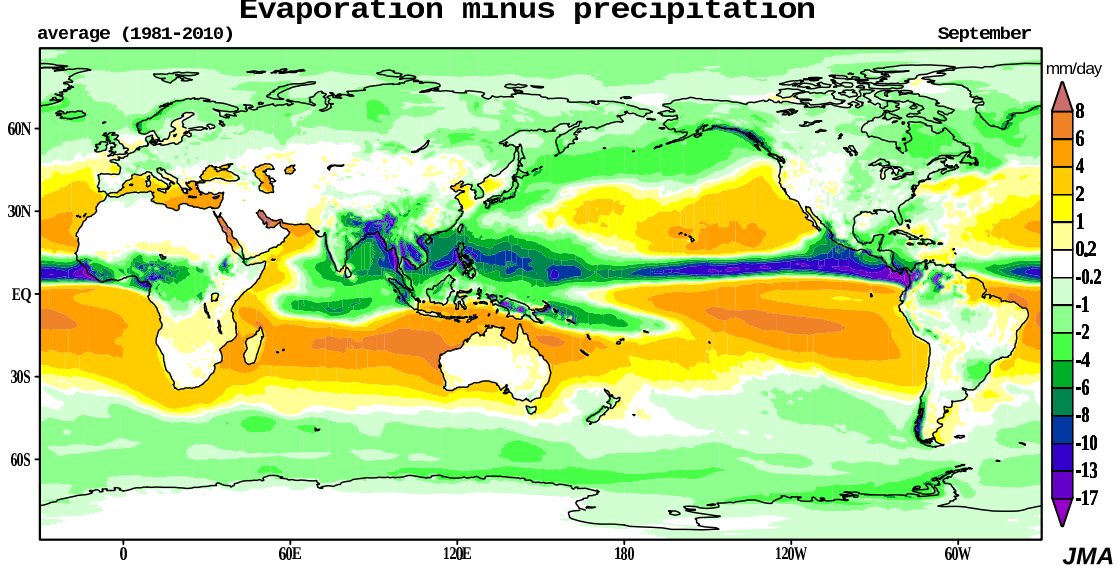 Evaporation minus precipitation
average (1981-2010) September
mm/day
8
6
4
2
1
0.2
-0.2
-1
-2
-4
-6
-8
-10
-13
-17
60N
30N
EQ
30S
60S
0 60E 120E 180 120W 60W
JMA